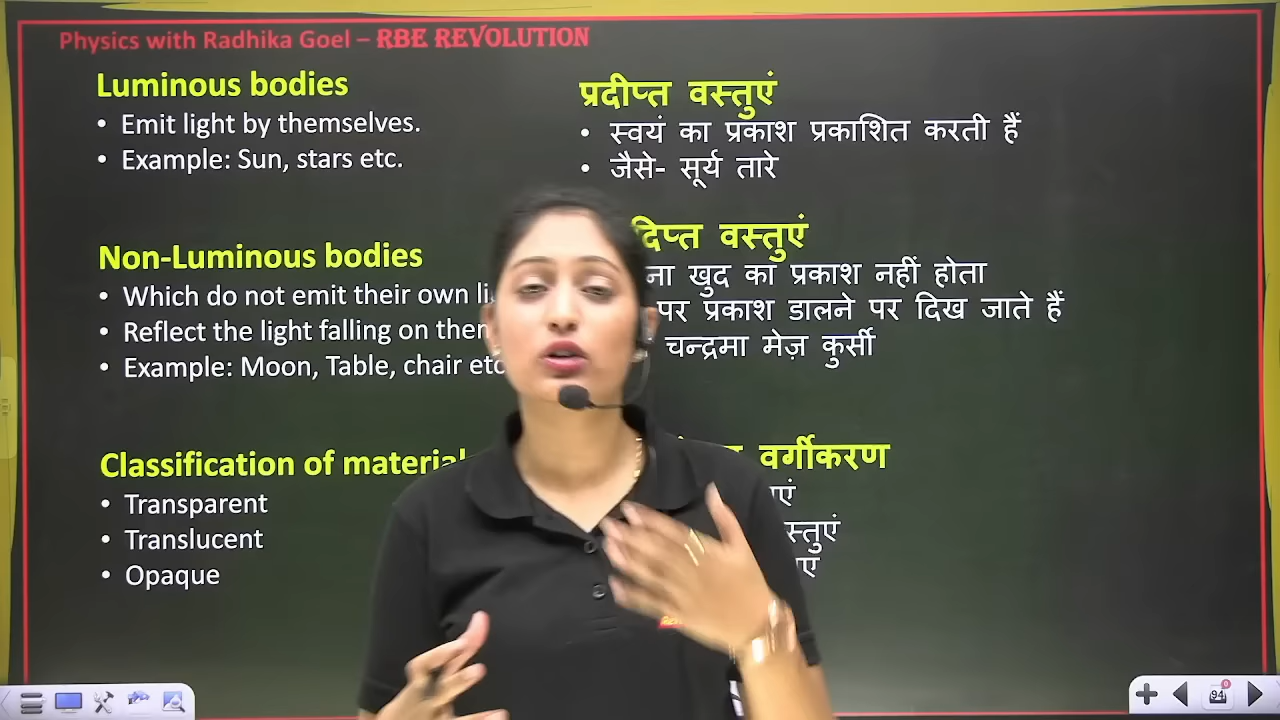 Physics with Radhika Goel – RBE REVOLUTION
Luminous bodies
• Emit light by themselves.
• Example: Sun, stars etc.
Non-Luminous bodies
• Which do not emit their own
• Reflect the light falling on
• Example: Moon, Table, chair
Classification of
• Transparent
• Translucent
• Opaque
प्रदीप्त वस्तुएं
• स्वयं का प्रकाश प्रकाशित करती हैं
• जैसे- सूर्य तारे
वस्तुएं
खुद का प्रकाश नहीं होता
पर प्रकाश डालने पर दिख जाते हैं
चन्द्रमा मेज़ कुर्सी
वर्गीकरण
94